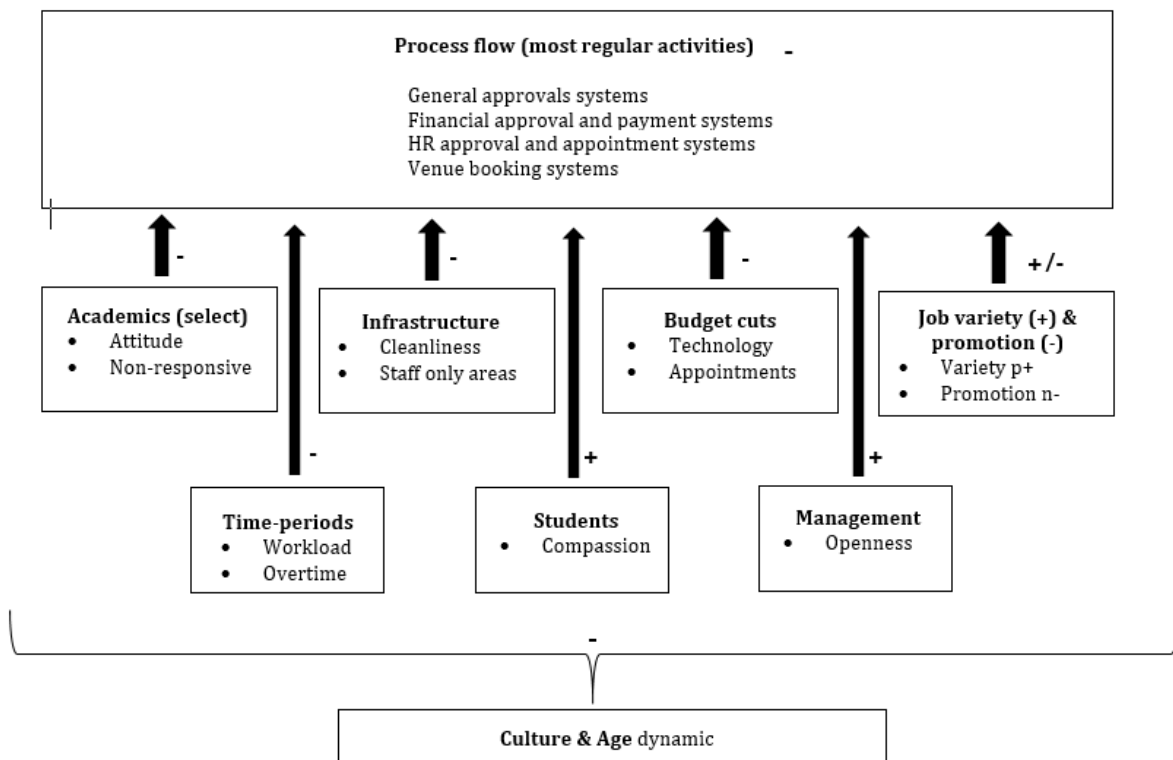 Process flow (most regular activities) -
General approvals systems
Financial approval and payment systems
HR approval and appointment systems
Venue booking systems
-
-
-
+/-
Academics (select)
• Attitude
• Non-responsive
Infrastructure
• Cleanliness
• Staff only areas
Budget cuts
• Technology
• Appointments
Job variety (+) &
promotion (-)
• Variety p+
• Promotion n-
-
+
+
Time-periods
• Workload
• Overtime
Students
• Compassion
Management
• Openness
-
Culture & Age dynamic